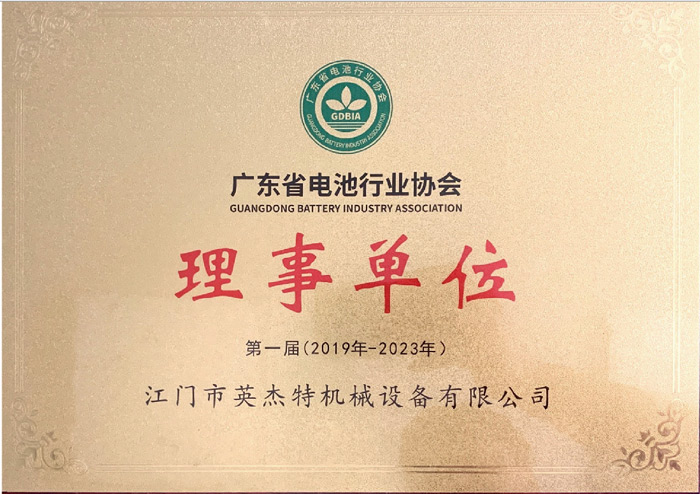 广东省电池行业协会
GDBIA
GUANGDONG BATTERY INDUSTRY ASSOCIATION
广东省电池行业协会
GUANGDONG BATTERY INDUSTRY ASSOCIATION
理事单位
第一届(2019年-2023年)
江门市英杰特机械设备有限公司